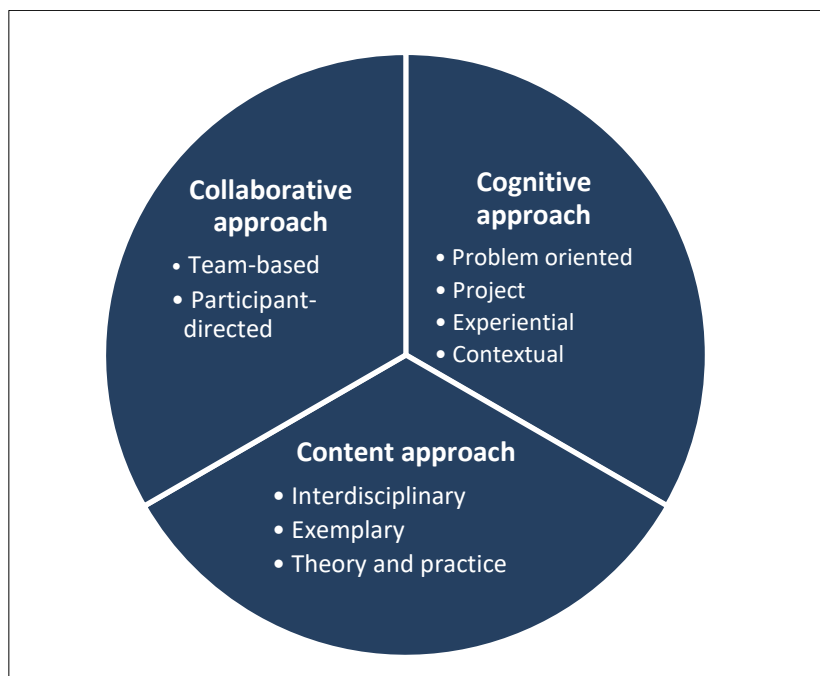 Collaborative
approach
• Team-based
• Participant-
directed
Cognitive
approach
• Problem oriented
• Project
• Experiential
• Contextual
Content approach
• Interdisciplinary
• Exemplary
• Theory and practice